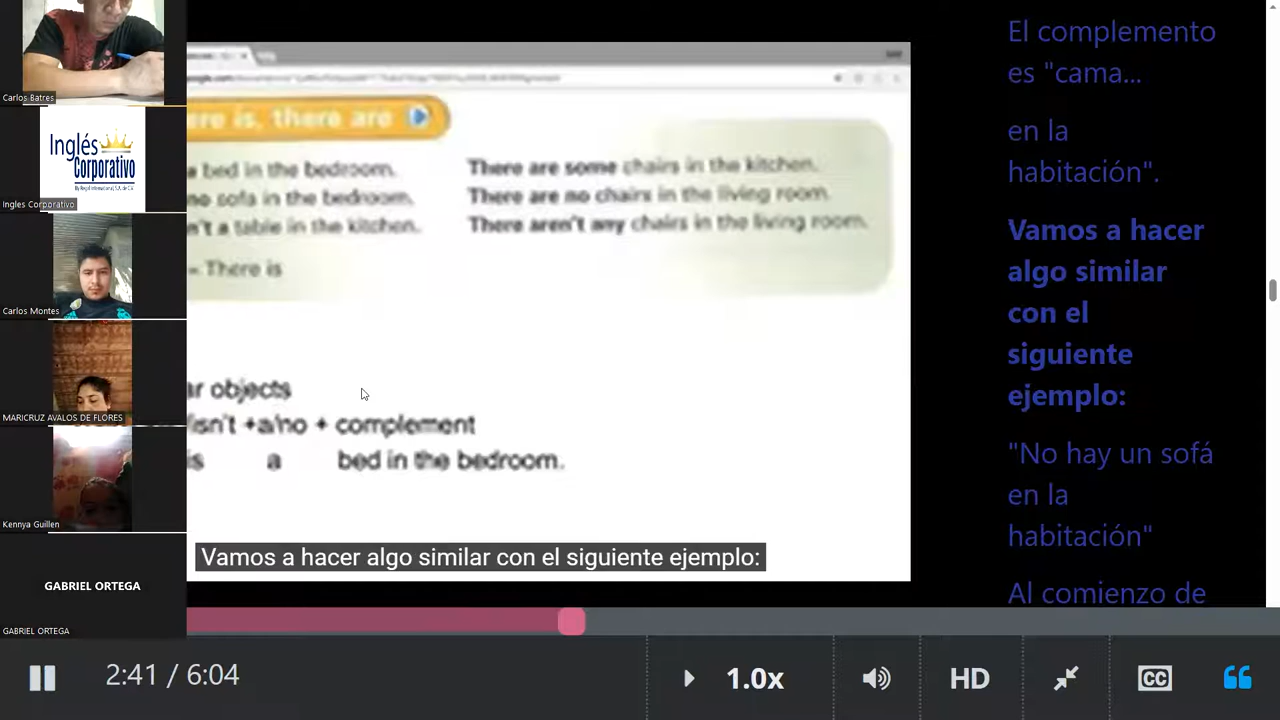 Carlos Batres
Inglés
Corporativo
Ingles Corporativo
Carlos Montes
MARICRUZ AVALOS DE FLORES
Kennya Guillen
GABRIEL ORTEGA
GABRIEL ORTEGA
ere is, there are
a bed in the bedroom.
no sofa in the bedroom.
n't a table in the kitchen.
= There is
There are some chairs in the kitchen.
There are no chairs in the living room.
There aren't any chairs in the living room.
ar objects
/isn't +a/no + complement
is a bed in the bedroom.
Vamos a hacer algo similar con el siguiente ejemplo:
El complemento
es "cama...
en la
habitación".
Vamos a hacer
algo similar
con el
siguiente
ejemplo:
"No hay un sofá
en la
habitación"
Al comienzo de
2:41 / 6:04
1.0x
HD
CC